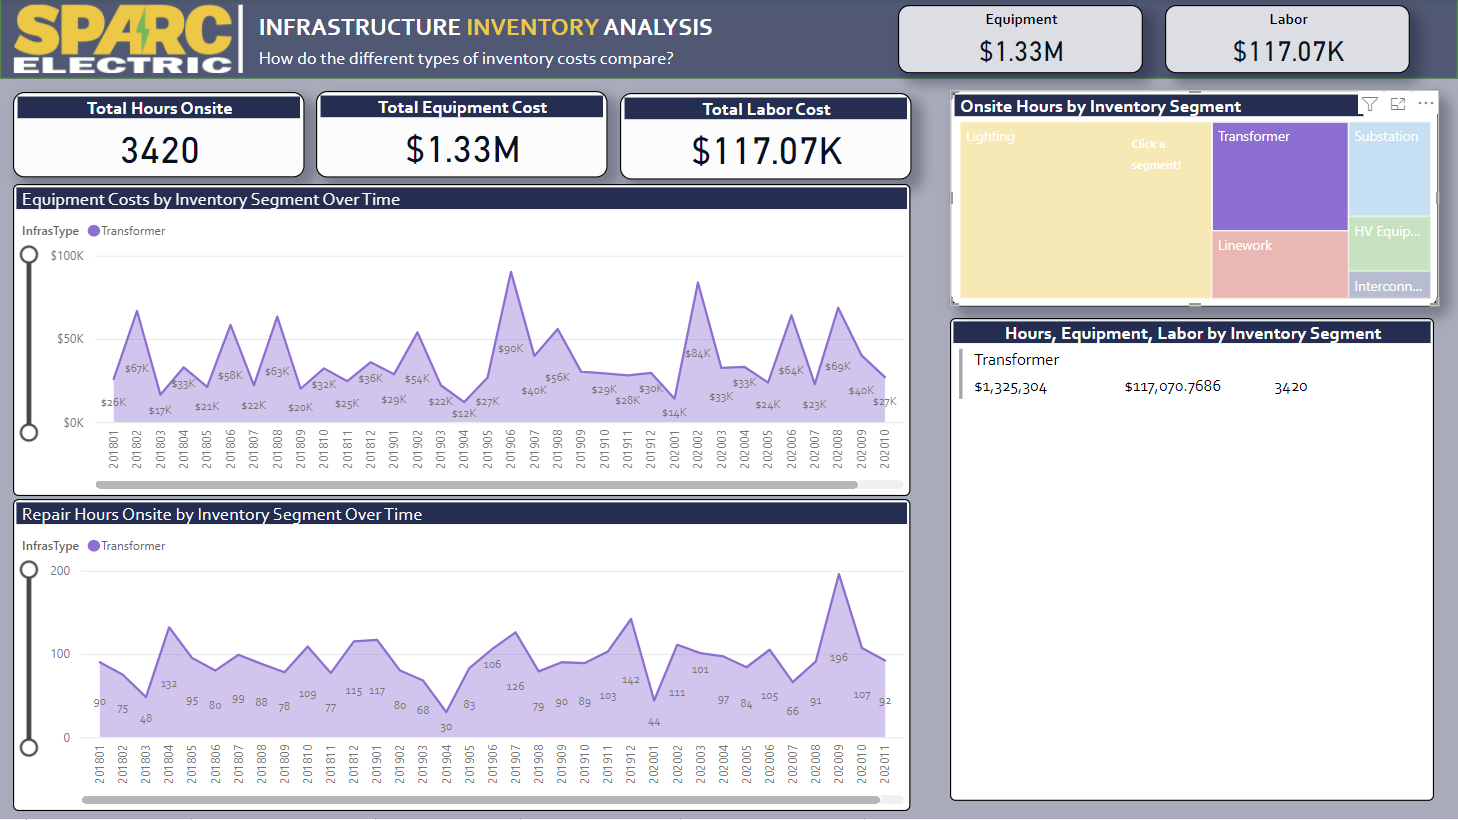 SPARC
ELECTRIC
INFRASTRUCTURE INVENTORY ANALYSIS
How do the different types of inventory costs compare?
Equipment
$1.33M
Labor
$117.07K
Total Hours Onsite
3420
Total Equipment Cost
$1.33M
Total Labor Cost
$117.07K
Onsite Hours by Inventory Segment
Lighting
Click a
segment!
Transformer
Substation
Linework
HV Equip...
Interconn...
Equipment Costs by Inventory Segment Over Time
InfrasType Transformer
$100K
$50K
$0K
$26K $67K $17K $33K $21K $58K $22K $63K $20K $32K $25K $36K $29K $54K $22K $12K $27K $90K $40K $56K $29K $28K $30K $14K $84K $33K $33K $24K $64K $23K $69K $40K $27K
201801 201802 201803 201804 201805 201806 201807 201808 201809 201810 201811 201812 201901 201902 201903 201904 201905 201906 201907 201908 201909 201910 201911 201912 202001 202002 202003 202004 202005 202006 202007 202008 202009 202010
Hours, Equipment, Labor by Inventory Segment
Transformer
$1,325,304 $117,070.7686 3420
Repair Hours Onsite by Inventory Segment Over Time
InfrasType Transformer
200
100
0
90 75 48 132 95 80 99 88 78 109 77 115 117 80 68 30 83 106 126 79 90 89 103 142 44 111 101 97 84 105 66 91 196 107 92
201801 201802 201803 201804 201805 201806 201807 201808 201809 201810 201811 201812 201901 201902 201903 201904 201905 201906 201907 201908 201909 201910 201911 201912 202001 202002 202003 202004 202005 202006 202007 202008 202009 202010 202011